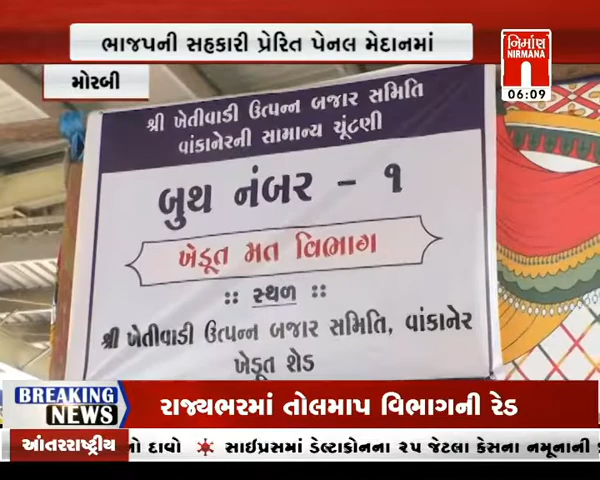 ભાજપની સહકારી પ્રેરિત પેનલ મેદાનમાં
નિર્માણ
NIRMANA
06:09
મોરબી
શ્રી ખેતીવાડી ઉત્પન્ન બજાર સમિતિ
વાંકાનેરની સામાન્ય ચૂંટણી
બુથ નંબર - ૧
ખેડૂત મત વિભાગ
:: સ્થળ ::
શ્રી ખેતીવાડી ઉત્પન્ન બજાર સમિતિ, વાંકાનેર
ખેડૂત શેડ
BREAKING
NEWS
રાજ્યભરમાં તોલમાપ વિભાગની રેડ
આંતરરાષ્ટ્રીય
નો દાવો સાઈપ્રસમાં ડેલ્ટાકોનના ૨૫ જેટલા કેસના નમૂનાની